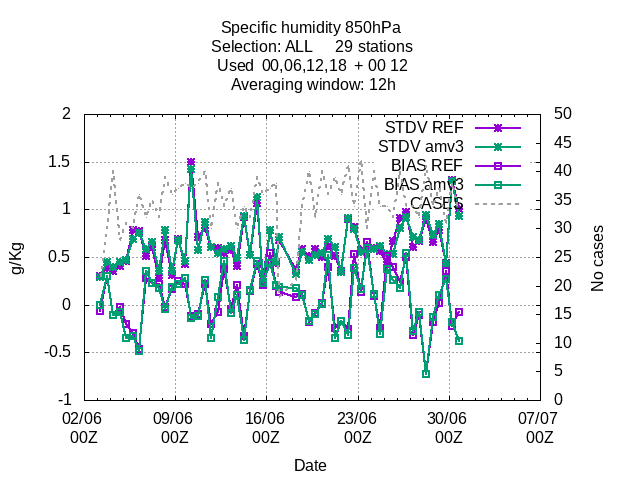 Specific humidity 850hPa
Selection: ALL     29 stations
Used  00,06,12,18  + 00 12
Averaging window: 12h
2
1.5
1
0.5
0
-0.5
-1
g/Kg
50
45
40
35
30
25
20
15
10
5
0
No cases
STDV REF
STDV amv3
BIAS REF
BIAS amv3
CASES
02/06 09/06 16/06 23/06 30/06 07/07
00Z 00Z 00Z 00Z 00Z 00Z
Date